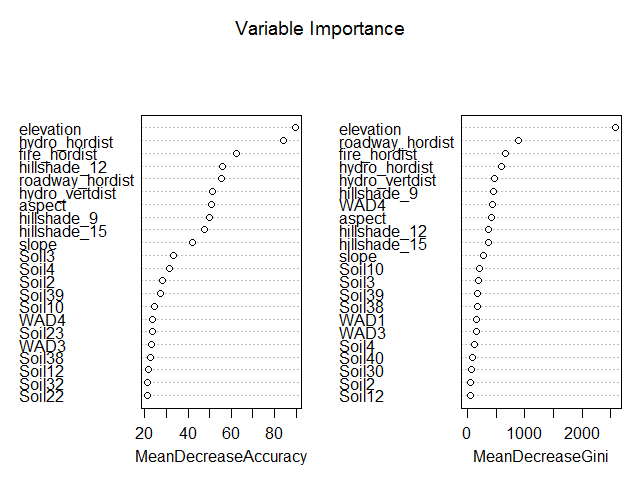 Variable Importance
elevation
hydro_hordist
fire_hordist
hillshade_12
roadway_hordist
hydro_vertdist
aspect
hillshade_9
hillshade_15
slope
Soil3
Soil4
Soil2
Soil39
Soil10
WAD4
Soil23
WAD3
Soil38
Soil12
Soil32
Soil22
20 40 60 80
MeanDecreaseAccuracy
elevation
roadway_hordist
fire_hordist
hydro_hordist
hydro_vertdist
hillshade_9
WAD4
aspect
hillshade_12
hillshade_15
slope
Soil10
Soil3
Soil39
Soil38
WAD1
WAD3
Soil4
Soil40
Soil30
Soil2
Soil12
0 1000 2000
MeanDecreaseGini